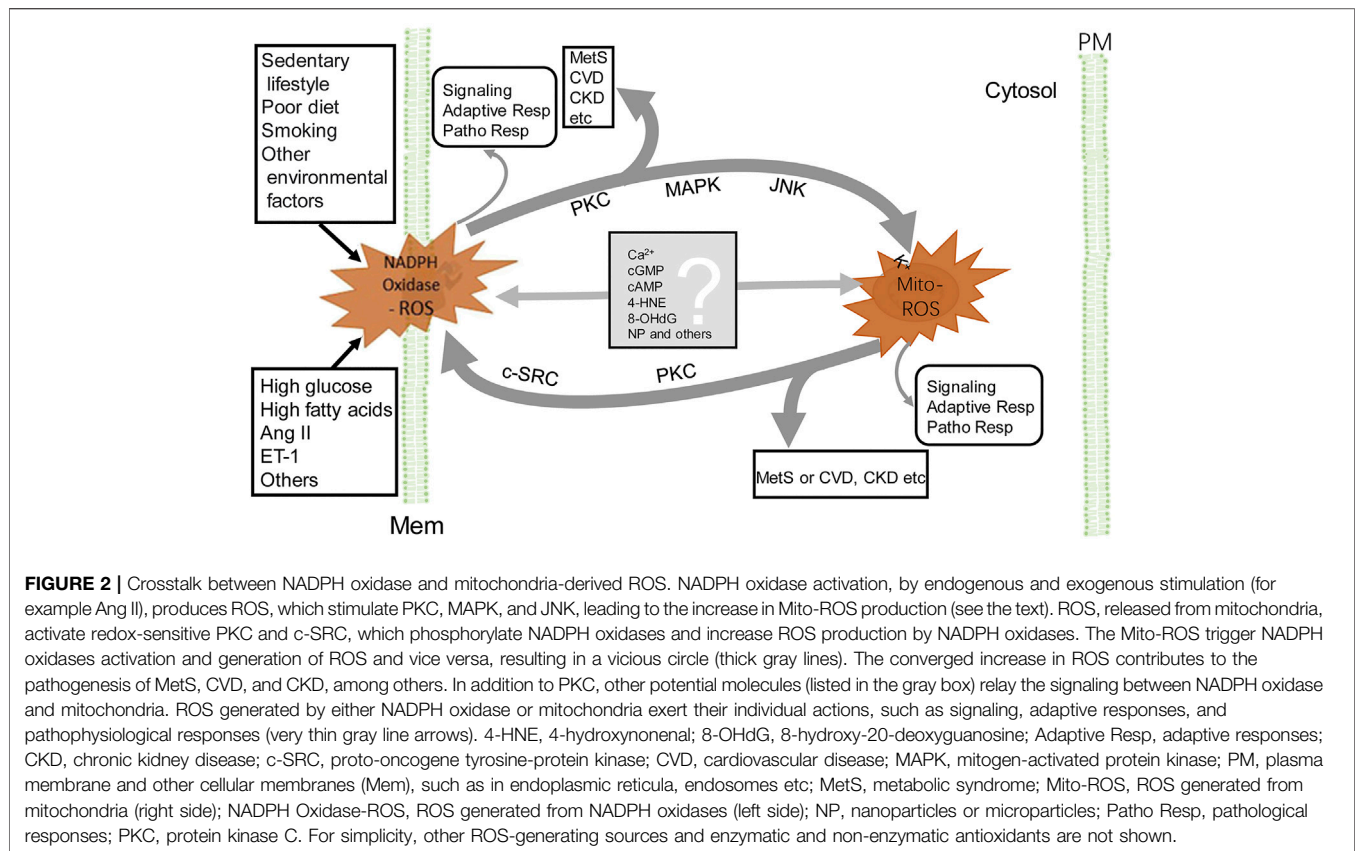 Sedentary
lifestyle
Poor diet
Smoking
Other
environmental
factors
Signaling
Adaptive Resp
Patho Resp
MetS
CVD
CKD
etc
PM
Cytosol
PKC
MAPK
JNK
NADPH
Oxidase
- ROS
Ca²⁺
cGMP
cAMP
4-HNE
8-OHdG
NP and others
?
K+
Mito-
ROS
c-SRC
PKC
High glucose
High fatty acids
Ang II
ET-1
Others
Signaling
Adaptive Resp
Patho Resp
MetS or CVD, CKD etc
Mem
FIGURE 2 | Crosstalk between NADPH oxidase and mitochondria-derived ROS. NADPH oxidase activation, by endogenous and exogenous stimulation (for
example Ang II), produces ROS, which stimulate PKC, MAPK, and JNK, leading to the increase in Mito-ROS production (see the text). ROS, released from mitochondria,
activate redox-sensitive PKC and c-SRC, which phosphorylate NADPH oxidases and increase ROS production by NADPH oxidases. The Mito-ROS trigger NADPH
oxidases activation and generation of ROS and vice versa, resulting in a vicious circle (thick gray lines). The converged increase in ROS contributes to the
pathogenesis of MetS, CVD, and CKD, among others. In addition to PKC, other potential molecules (listed in the gray box) relay the signaling between NADPH oxidase
and mitochondria. ROS generated by either NADPH oxidase or mitochondria exert their individual actions, such as signaling, adaptive responses, and
pathophysiological responses (very thin gray line arrows). 4-HNE, 4-hydroxynonenal; 8-OHdG, 8-hydroxy-20-deoxyguanosine; Adaptive Resp, adaptive responses;
CKD, chronic kidney disease; c-SRC, proto-oncogene tyrosine-protein kinase; CVD, cardiovascular disease; MAPK, mitogen-activated protein kinase; PM, plasma
membrane and other cellular membranes (Mem), such as in endoplasmic reticula, endosomes etc; MetS, metabolic syndrome; Mito-ROS, ROS generated from
mitochondria (right side); NADPH Oxidase-ROS, ROS generated from NADPH oxidases (left side); NP, nanoparticles or microparticles; Patho Resp, pathological
responses; PKC, protein kinase C. For simplicity, other ROS-generating sources and enzymatic and non-enzymatic antioxidants are not shown.